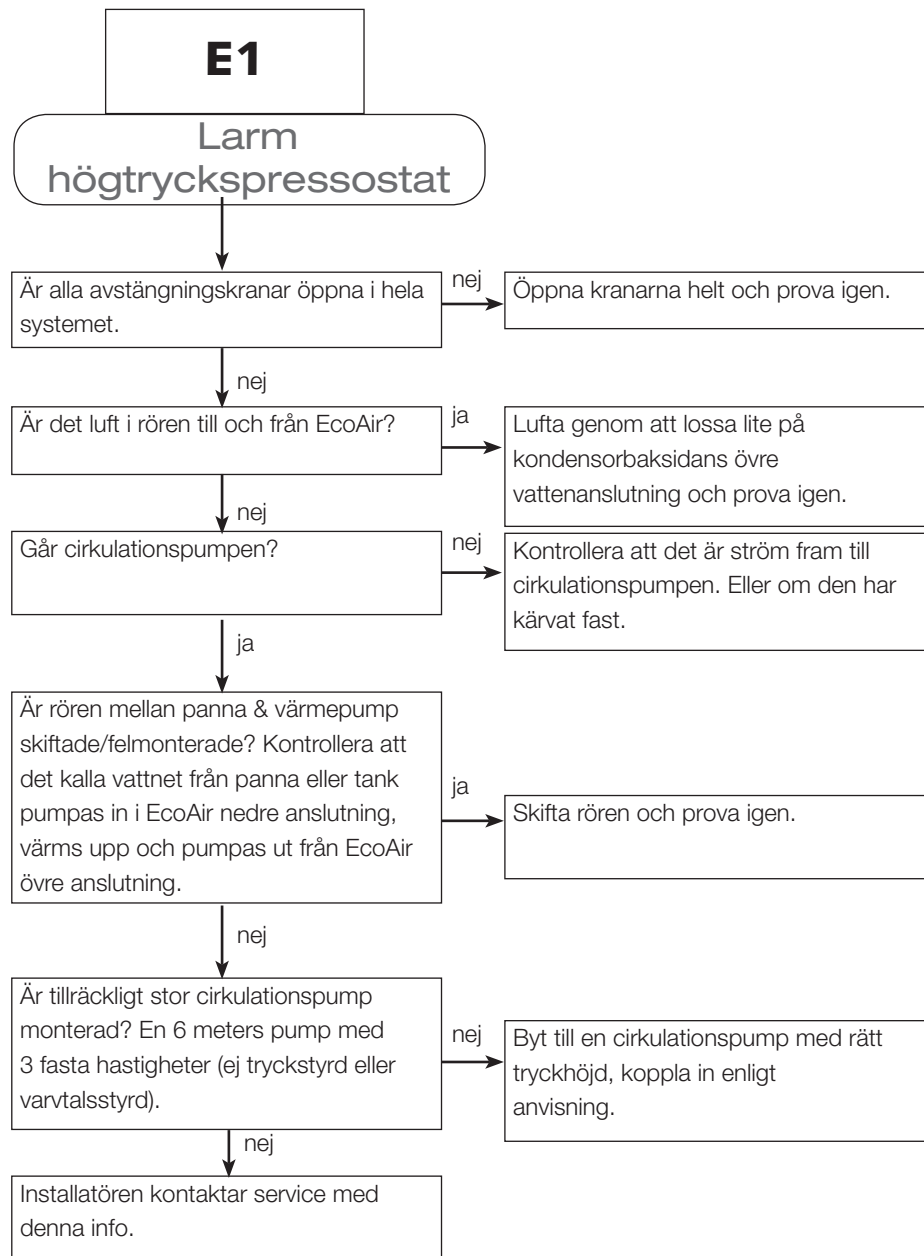 E1
Larm
högtryckspressostat
Är alla avstängningskranar öppna i hela
systemet.
nej
Öppna kranarna helt och prova igen.
nej
Är det luft i rören till och från EcoAir?
ja
Lufta genom att lossa lite på
kondensorbaksidans övre
vattenanslutning och prova igen.
nej
Går cirkulationspumpen?
nej
Kontrollera att det är ström fram till
cirkulationspumpen. Eller om den har
kärvat fast.
ja
Är rören mellan panna & värmepump
skiftade/felmonterade? Kontrollera att
det kalla vattnet från panna eller tank
pumpas in i EcoAir nedre anslutning,
värms upp och pumpas ut från EcoAir
övre anslutning.
ja
Skifta rören och prova igen.
nej
Är tillräckligt stor cirkulationspump
monterad? En 6 meters pump med
3 fasta hastigheter (ej tryckstyrd eller
varvtalsstyrd).
nej
Byt till en cirkulationspump med rätt
tryckhöjd, koppla in enligt
anvisning.
nej
Installatören kontaktar service med
denna info.